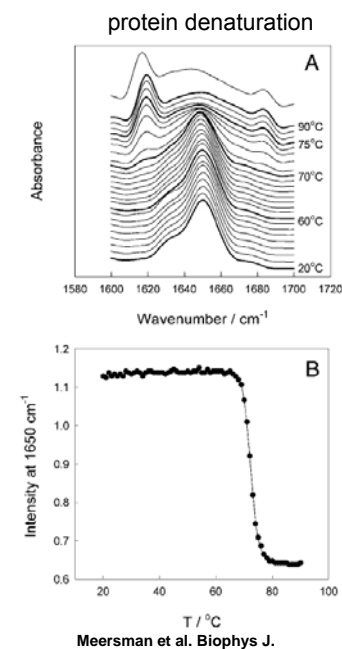 protein denaturation
A
Absorbance
90°C
75°C
70°C
60°C
20°C
1580 1600 1620 1640 1660 1680 1700 1720
Wavenumber / cm-1
B
Intensity at 1650 cm-1
1.2
1.1
1.0
0.9
0.8
0.7
0.6
20 40 60 80 100
T / °C
Meersman et al. Biophys J.